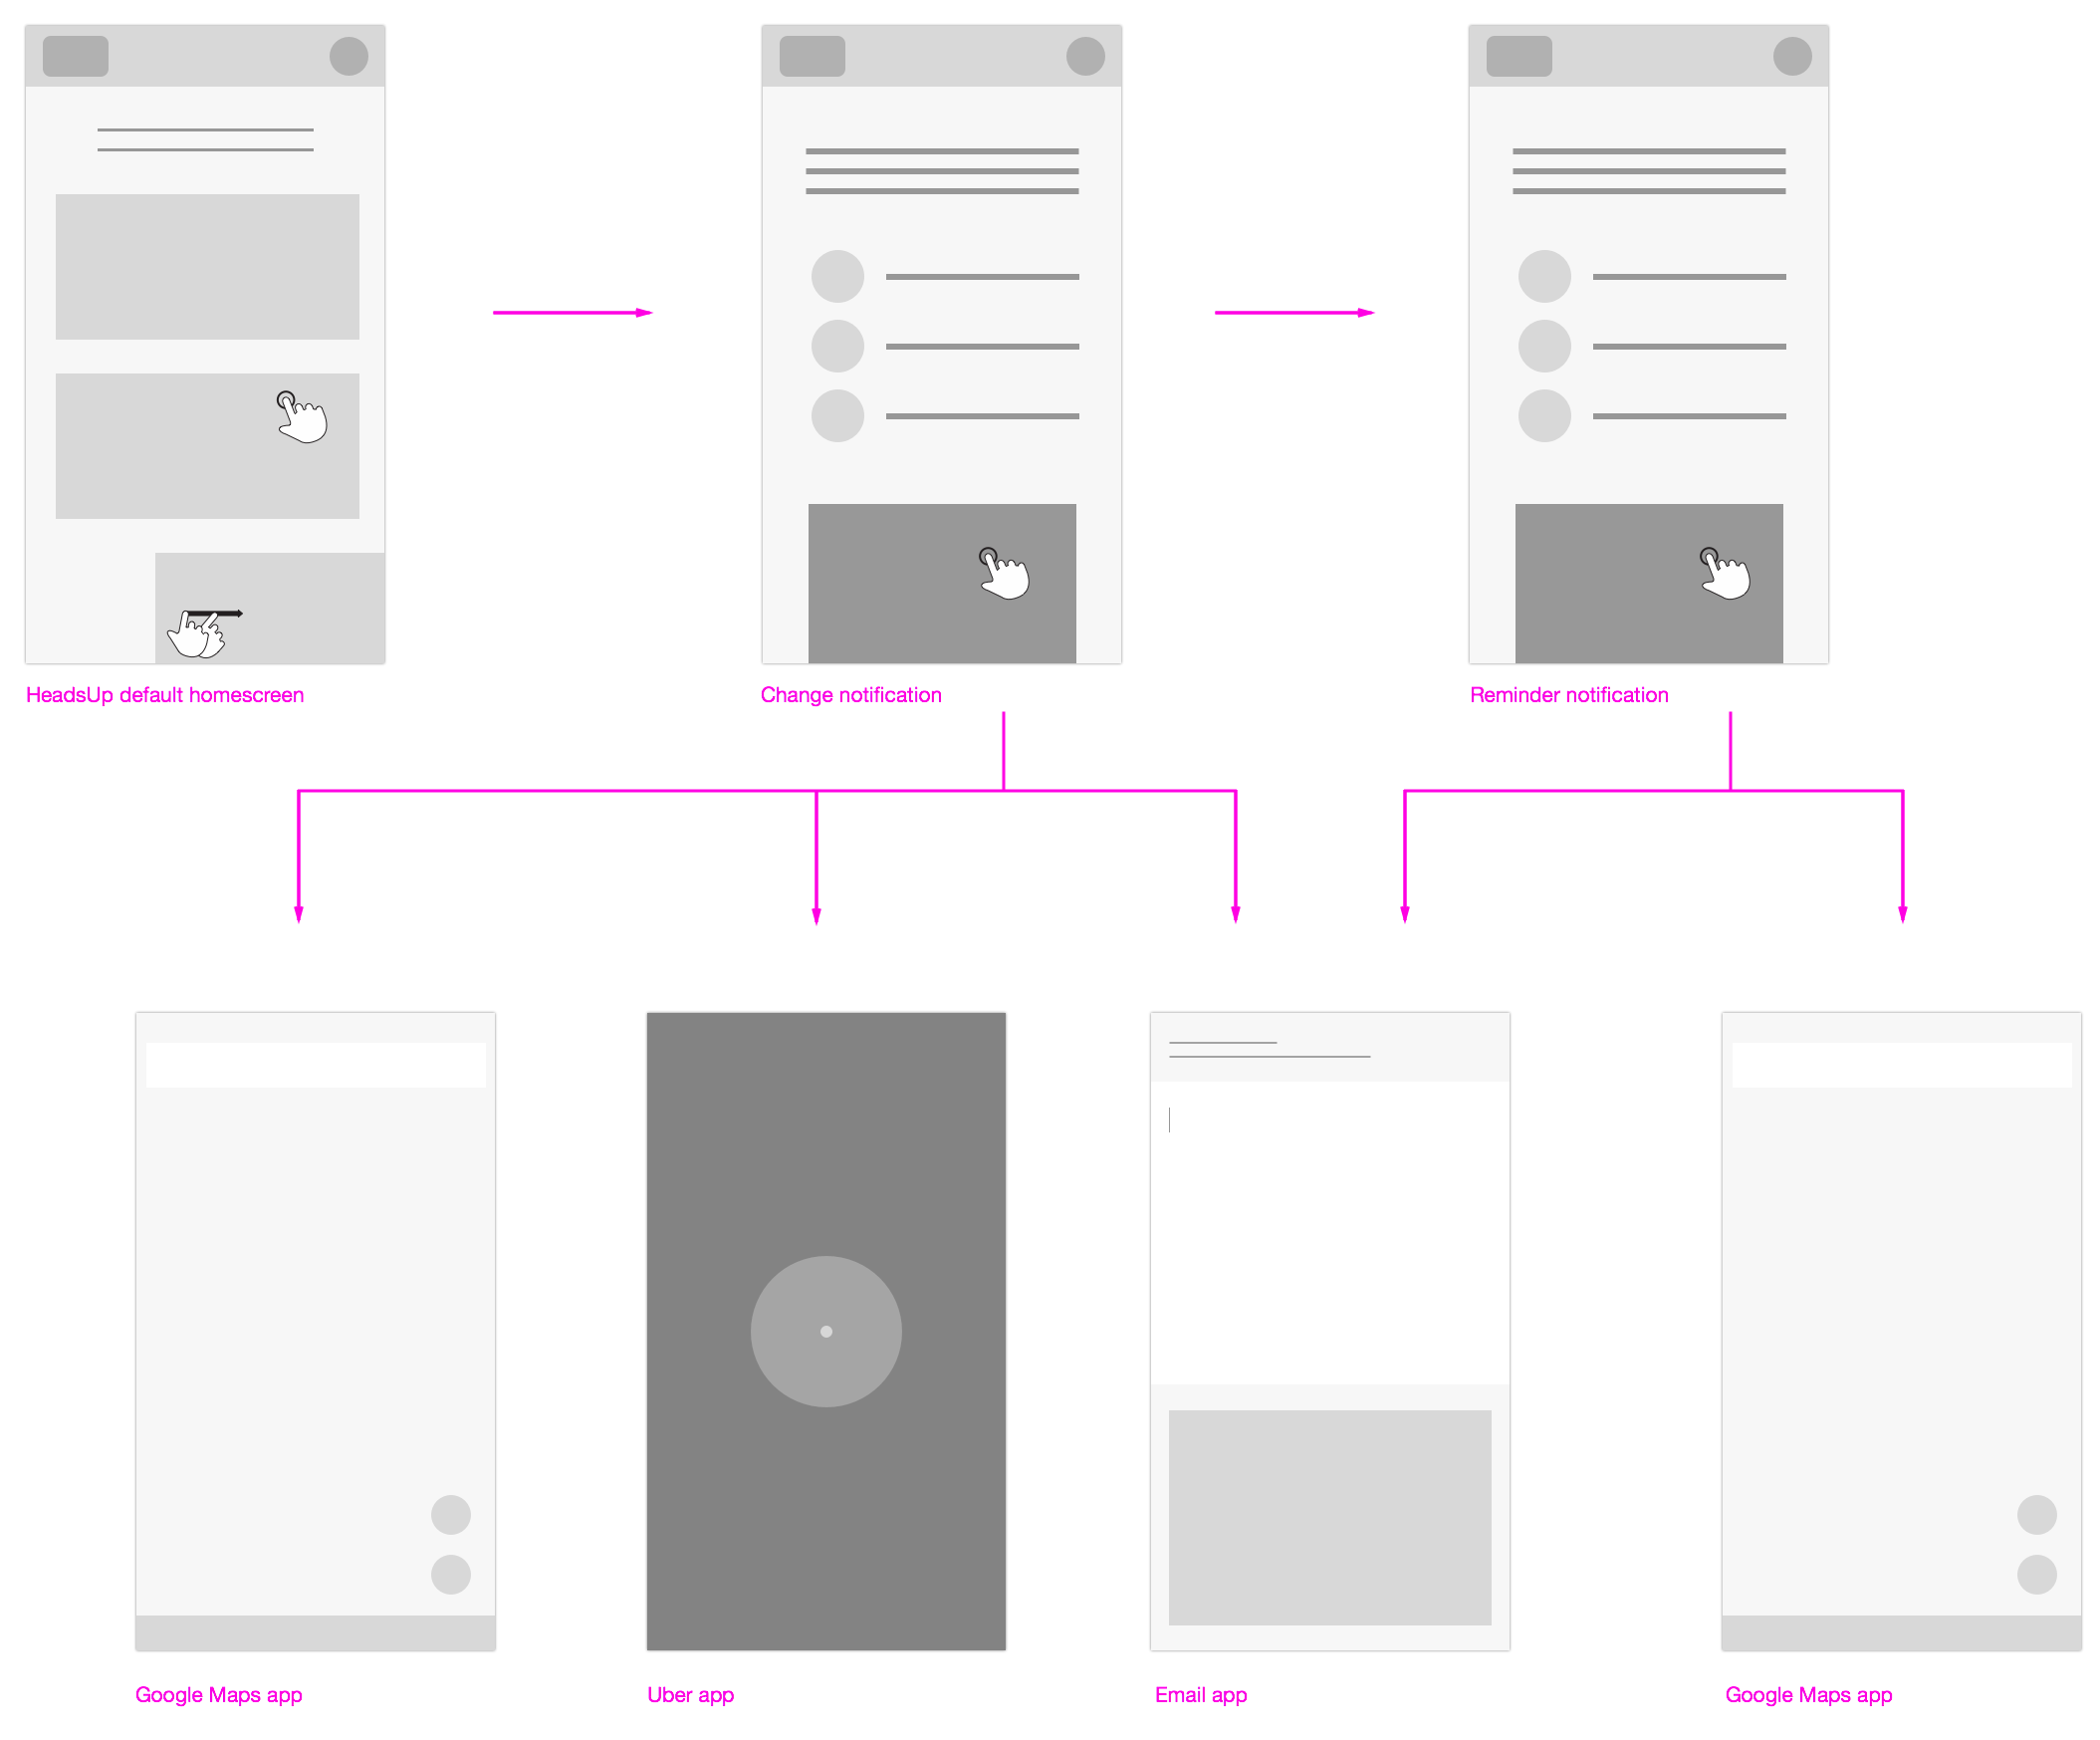 HeadsUp default homescreen
Change notification
Reminder notification
Google Maps app
Uber app
Email app
Google Maps app